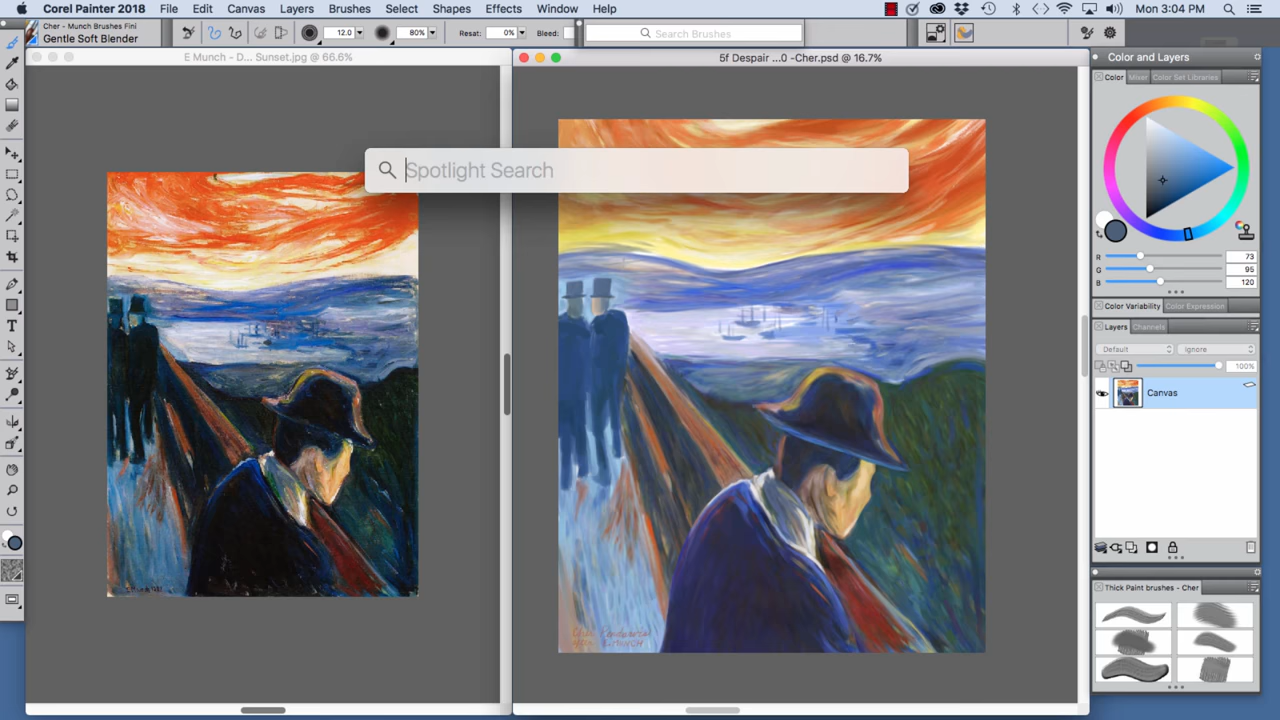 Corel Painter 2018 File Edit Canvas Layers Brushes Select Shapes Effects Window Help Mon 3:04 PM
Cher - Munch Brushes Fini
Gentle Soft Blender
12.0
80%
Resat: 0%
Bleed:
Search Brushes
E Munch - D... Sunset.jpg @ 66.6%
5f Despair ...0 -Cher.psd @ 16.7%
Spotlight Search
Color and Layers
Color Mixer Color Set Libraries
R 73
G 95
B 120
Color Variability Color Expression
Layers Channels
Default Ignore
100%
Canvas
Thick Paint brushes - Cher
T